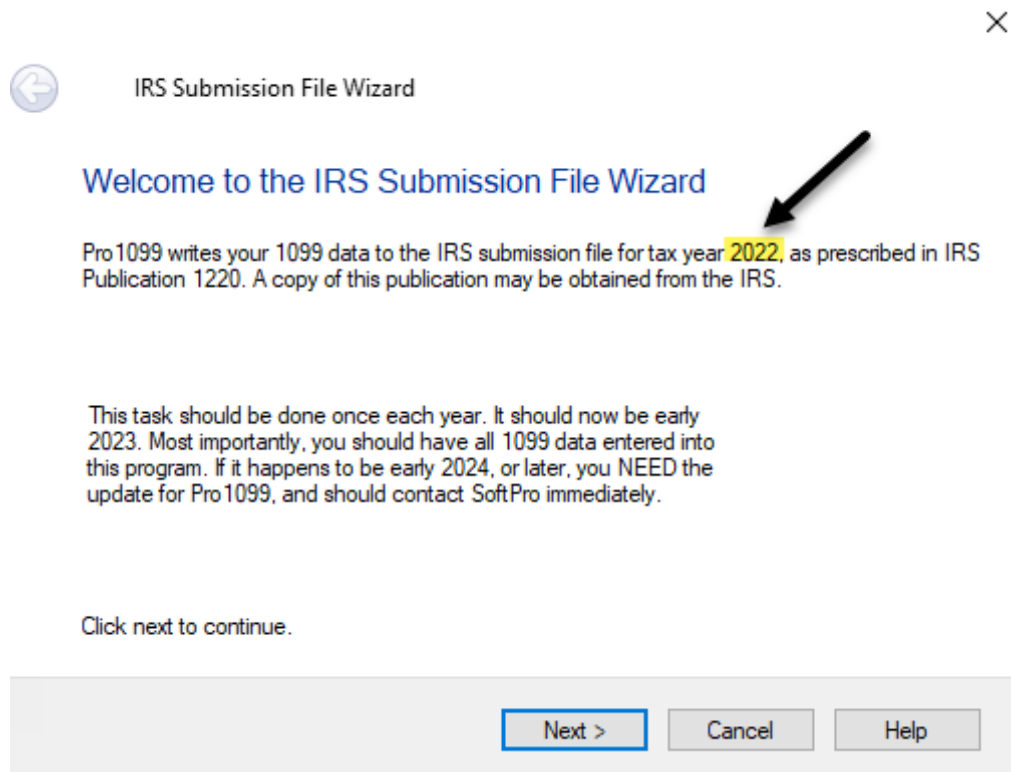 IRS Submission File Wizard
Welcome to the IRS Submission File Wizard
Pro1099 writes your 1099 data to the IRS submission file for tax year 2022, as prescribed in IRS
Publication 1220. A copy of this publication may be obtained from the IRS.
This task should be done once each year. It should now be early
2023. Most importantly, you should have all 1099 data entered into
this program. If it happens to be early 2024, or later, you NEED the
update for Pro1099, and should contact SoftPro immediately.
Click next to continue.
Next >
Cancel
Help